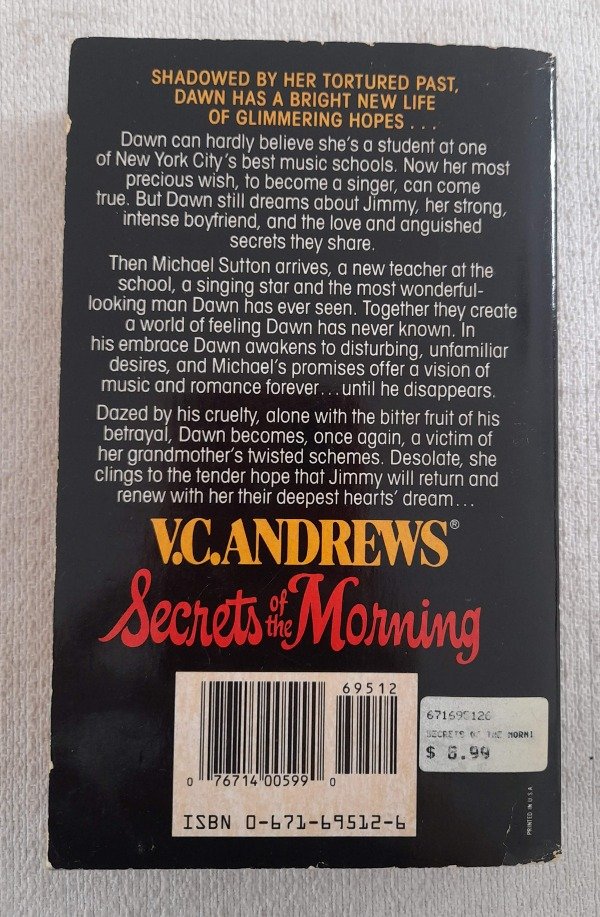 SHADOWED BY HER TORTURED PAST,
DAWN HAS A BRIGHT NEW LIFE
OF GLIMMERING HOPES . . .
Dawn can hardly believe she's a student at one
of New York City's best music schools. Now her most
precious wish, to become a singer, can come
true. But Dawn still dreams about Jimmy, her strong,
intense boyfriend, and the love and anguished
secrets they share.
Then Michael Sutton arrives, a new teacher at the
school, a singing star and the most wonderful-
looking man Dawn has ever seen. Together they create
a world of feeling Dawn has never known. In
his embrace Dawn awakens to disturbing, unfamiliar
desires, and Michael's promises offer a vision of
music and romance forever...until he disappears.
Dazed by his cruelty, alone with the bitter fruit of his
betrayal, Dawn becomes, once again, a victim of
her grandmother's twisted schemes. Desolate, she
clings to the tender hope that Jimmy will return and
renew with her their deepest hearts' dream...
V.C. ANDREWS®
Secrets of the Morning
69512
0 76714 00599 0
ISBN 0-671-69512-6
671695126
SECRETS OF THE MORNI
$ 6.99
PRINTED IN U.S.A.